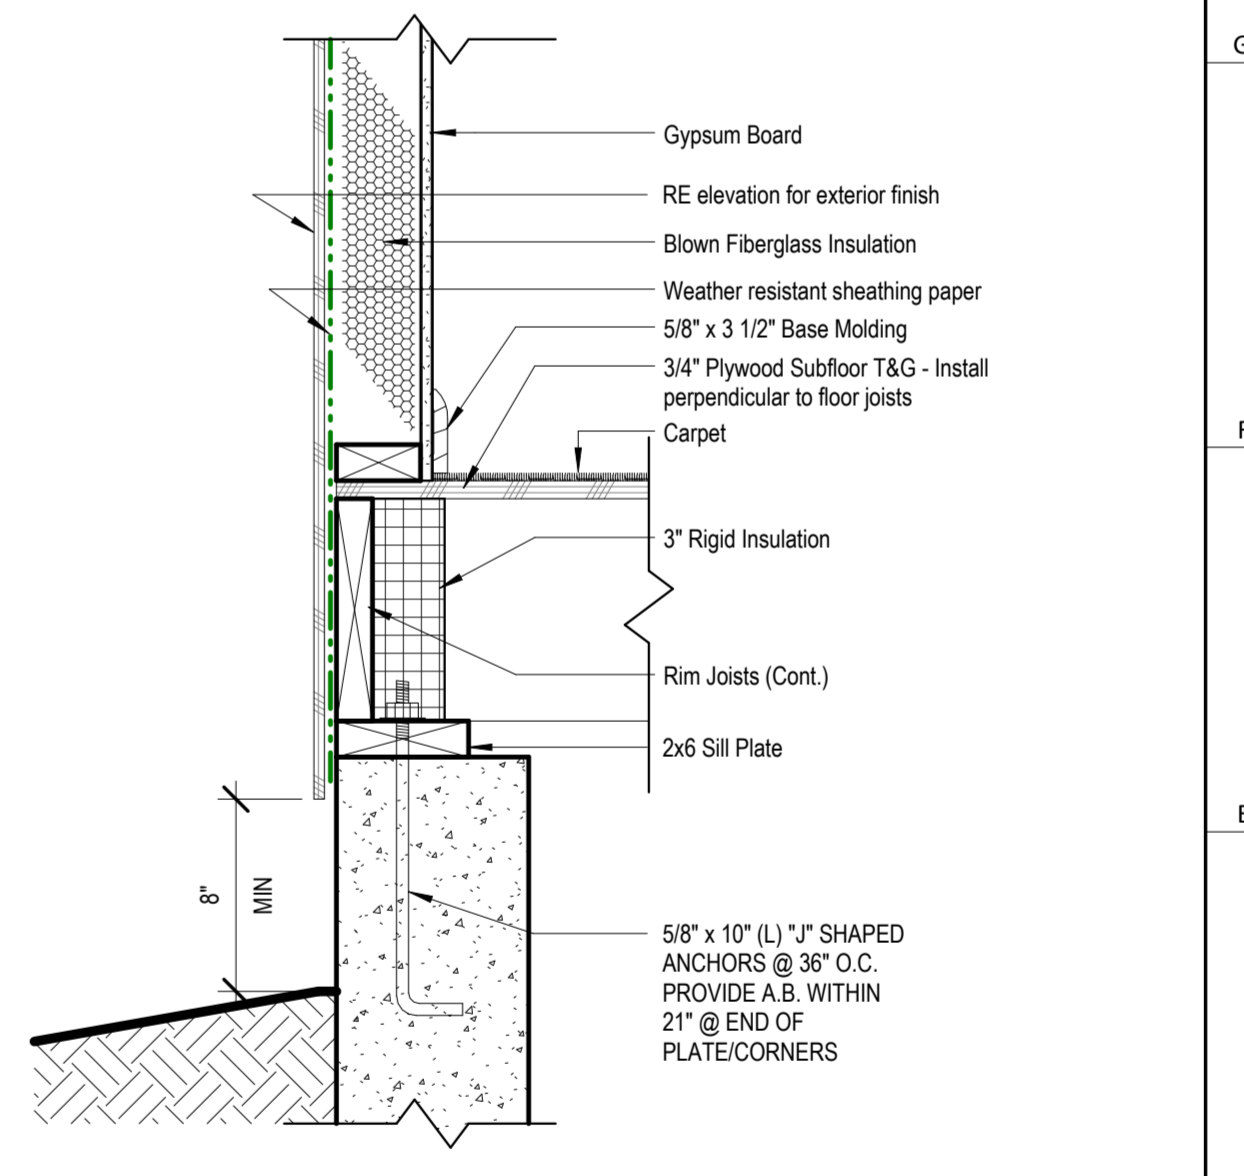 Gypsum Board
RE elevation for exterior finish
Blown Fiberglass Insulation
Weather resistant sheathing paper
5/8" x 3 1/2" Base Molding
3/4" Plywood Subfloor T&G - Install
perpendicular to floor joists
Carpet
3" Rigid Insulation
Rim Joists (Cont.)
2x6 Sill Plate
8"
MIN
5/8" x 10" (L) "J" SHAPED
ANCHORS @ 36" O.C.
PROVIDE A.B. WITHIN
21" @ END OF
PLATE/CORNERS